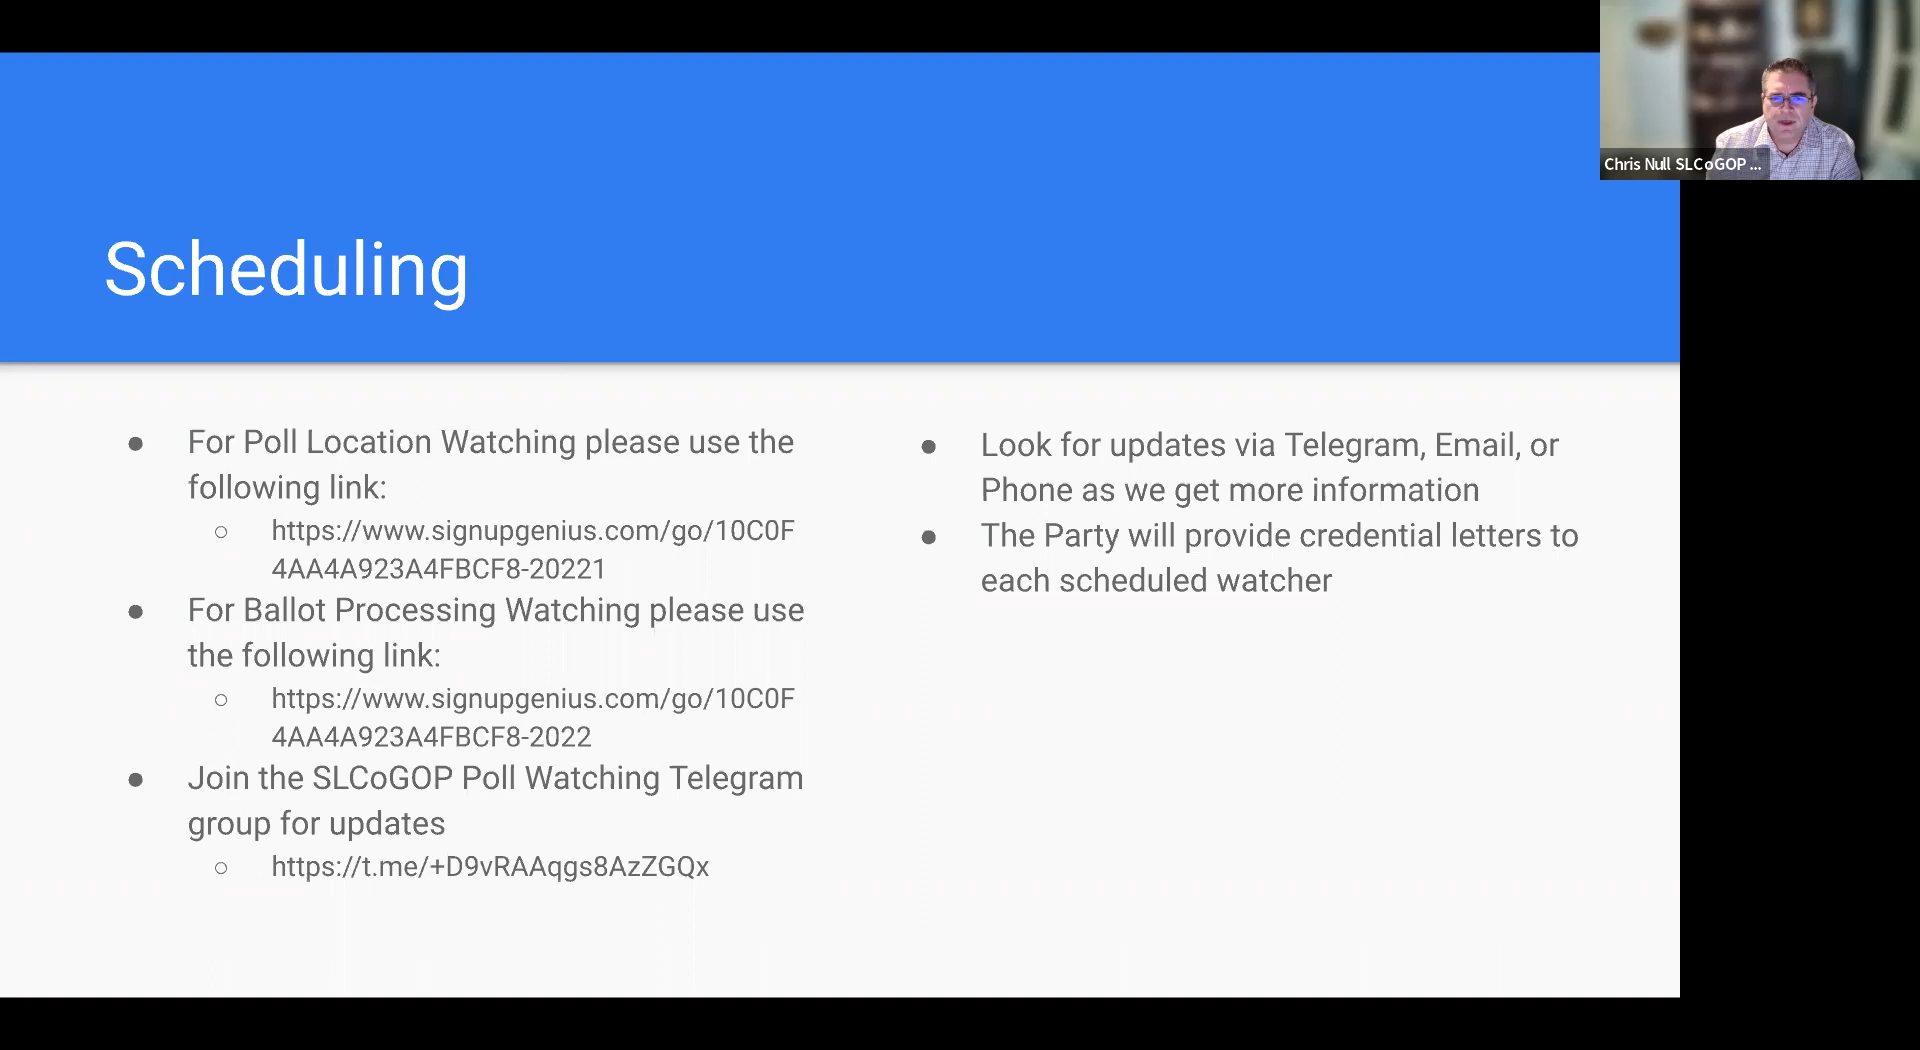 Chris Null SLCoGOP ...
Scheduling
For Poll Location Watching please use the
following link:
https://www.signupgenius.com/go/10C0F
4AA4A923A4FBCF8-20221
For Ballot Processing Watching please use
the following link:
https://www.signupgenius.com/go/10C0F
4AA4A923A4FBCF8-2022
Join the SLCoGOP Poll Watching Telegram
group for updates
https://t.me/+D9vRAAqgs8AzZGQx
Look for updates via Telegram, Email, or
Phone as we get more information
The Party will provide credential letters to
each scheduled watcher